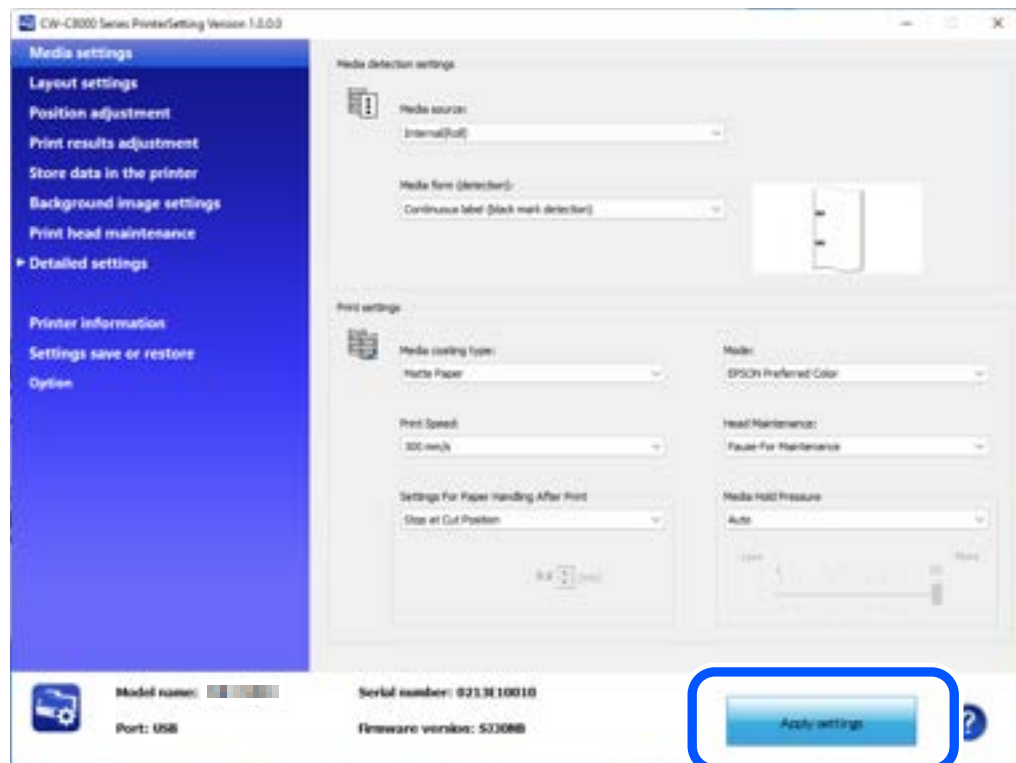 CW-C8000 Series PrinterSetting Version 1.0.0.0
Media settings
Layout settings
Position adjustment
Print results adjustment
Store data in the printer
Background image settings
Print head maintenance
Detailed settings
Printer information
Settings save or restore
Option
Media detection settings
Media source:
Internal(Roll)
Media form (detection):
Continuous label (black mark detection)
Print settings
Media coating type:
Matte Paper
Mode:
EPSON Preferred Color
Print Speed:
300 mm/s
Head Maintenance:
Pause For Maintenance
Settings For Paper Handling After Print
Stop at Cut Position
Media Hold Pressure
Auto
Less
More
Model name:
Serial number:
Port: USB
Firmware version:
Apply settings
?